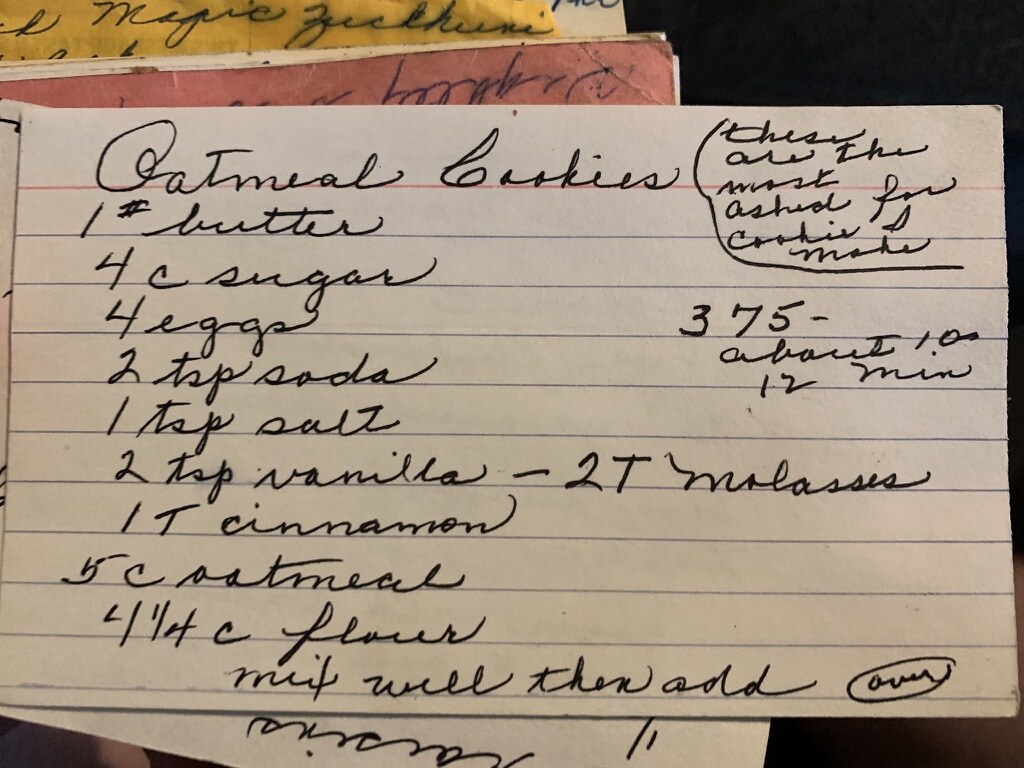 Magic Zuckhini
Oatmeal Cookies
(these
are the
most
asked for
cookie I
make
1# butter
4 c sugar
4 eggs
375-
about 10
12 min
2 tsp soda
1 tsp salt
2 tsp vanilla - 2T Molasses
1 T cinnamon
5 c oatmeal
4 1/4 c flour
mix well then add (over)